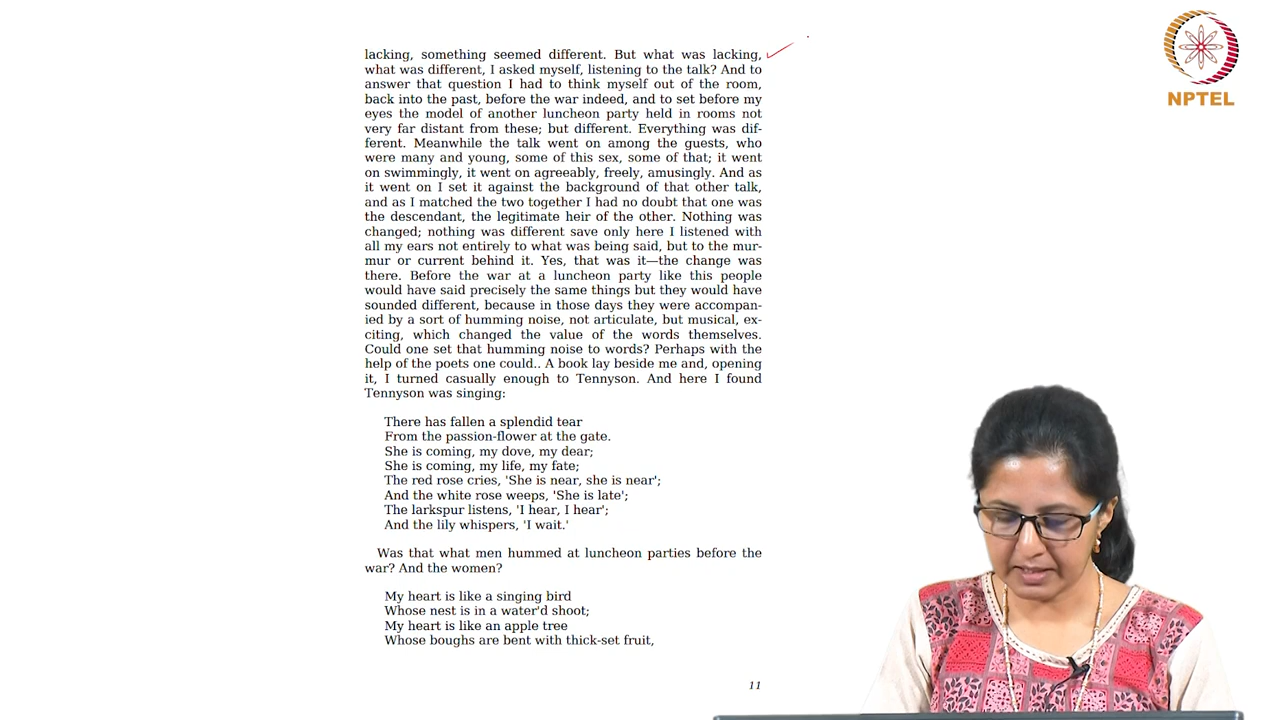 lacking, something seemed different. But what was lacking,
what was different, I asked myself, listening to the talk? And to
answer that question I had to think myself out of the room,
back into the past, before the war indeed, and to set before my
eyes the model of another luncheon party held in rooms not
very far distant from these; but different. Everything was dif-
ferent. Meanwhile the talk went on among the guests, who
were many and young, some of this sex, some of that; it went
on swimmingly, it went on agreeably, freely, amusingly. And as
it went on I set it against the background of that other talk,
and as I matched the two together I had no doubt that one was
the descendant, the legitimate heir of the other. Nothing was
changed; nothing was different save only here I listened with
all my ears not entirely to what was being said, but to the mur-
mur or current behind it. Yes, that was it—the change was
there. Before the war at a luncheon party like this people
would have said precisely the same things but they would have
sounded different, because in those days they were accompan-
ied by a sort of humming noise, not articulate, but musical, ex-
citing, which changed the value of the words themselves.
Could one set that humming noise to words? Perhaps with the
help of the poets one could.. A book lay beside me and, opening
it, I turned casually enough to Tennyson. And here I found
Tennyson was singing:
There has fallen a splendid tear
From the passion-flower at the gate.
She is coming, my dove, my dear;
She is coming, my life, my fate;
The red rose cries, 'She is near, she is near';
And the white rose weeps, 'She is late';
The larkspur listens, 'I hear, I hear';
And the lily whispers, 'I wait.'
Was that what men hummed at luncheon parties before the
war? And the women?
My heart is like a singing bird
Whose nest is in a water'd shoot;
My heart is like an apple tree
Whose boughs are bent with thick-set fruit,
11
NPTEL